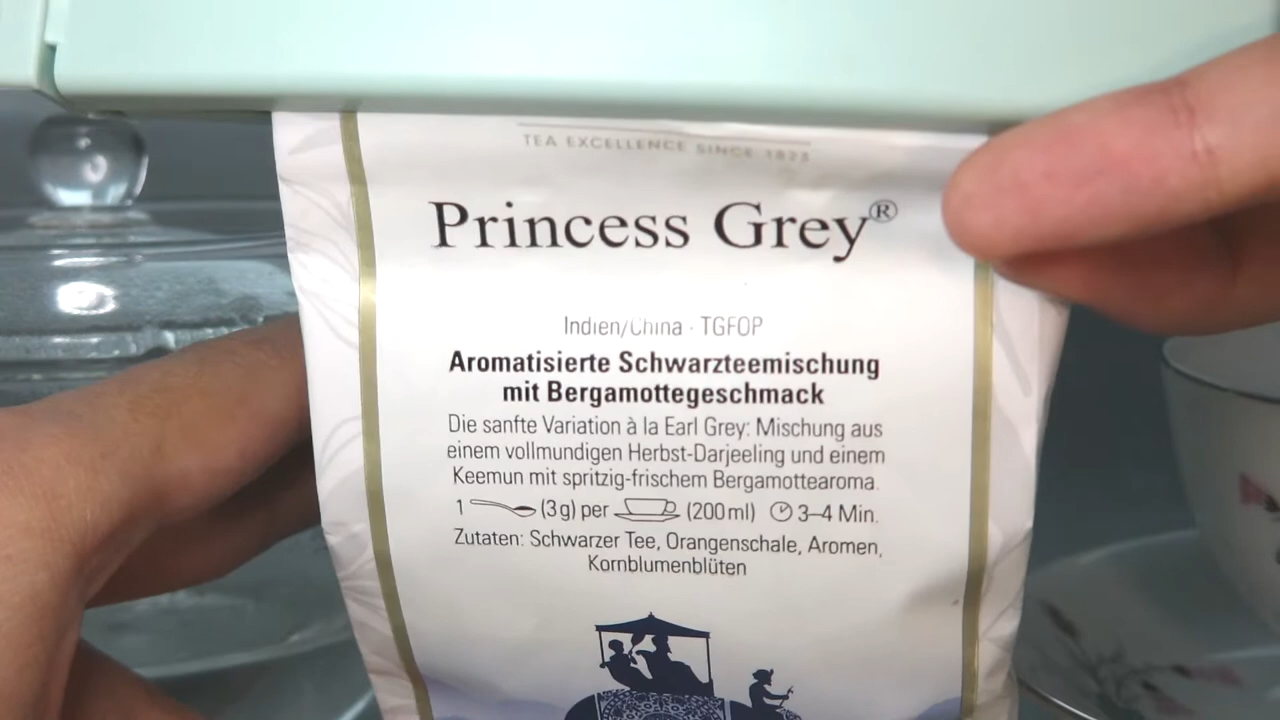 TEA EXCELLENCE SINCE 1823
Princess Grey®
Indien/China · TGFOP
Aromatisierte Schwarzteemischung
mit Bergamottegeschmack
Die sanfte Variation à la Earl Grey: Mischung aus
einem vollmundigen Herbst-Darjeeling und einem
Keemun mit spritzig-frischem Bergamottearoma.
1 (3g) per (200ml) 3–4 Min.
Zutaten: Schwarzer Tee, Orangenschale, Aromen,
Kornblumenblüten